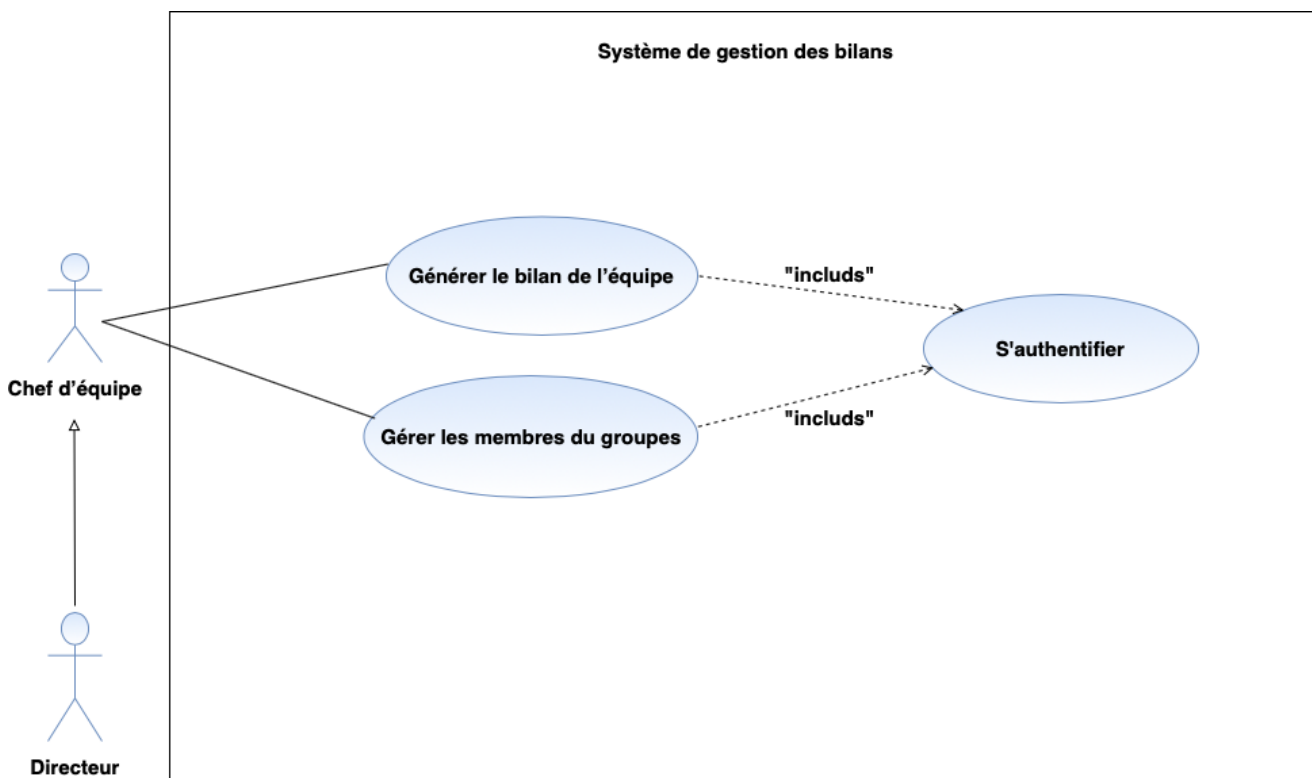 Système de gestion des bilans
Générer le bilan de l’équipe
"includs"
S'authentifier
Chef d’équipe
Gérer les membres du groupes
"includs"
Directeur